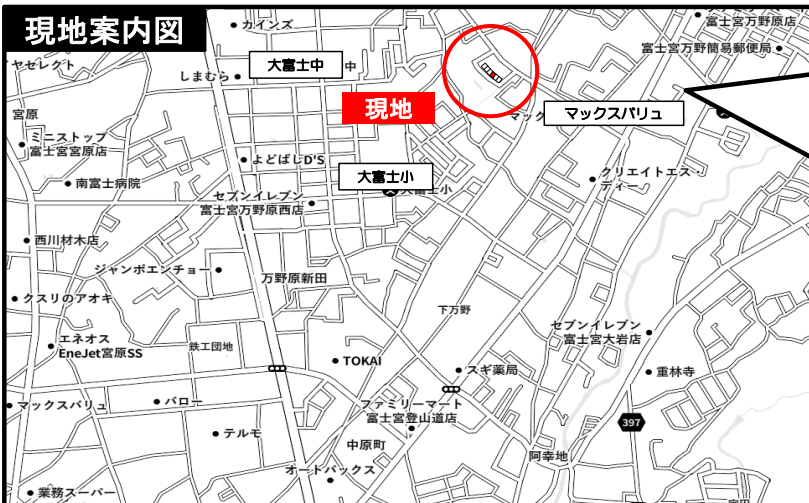 現地案内図
カインズ
富士宮万野原店
富士宮万野簡易郵便局
ヤセレクト
しまむら
大富士中
中
現地
マックスバリュ
マック
宮原
ミニストップ
富士宮宮原店
よどばしD'S
大富士小
大富士小
クリエイトエス・
ディー
南富士病院
セブンイレブン
富士宮万野原西店
西川材木店
ジャンボエンチョー
万野原新田
クスリのアオキ
下万野
エネオス
EneJet宮原SS
鉄工団地
セブンイレブン
富士宮大岩店
TOKAI
スギ薬局
重林寺
マックスバリュ
バロー
ファミリーマート
富士宮登山道店
397
テルモ
中原町
阿幸地
オートバックス
業務スーパー